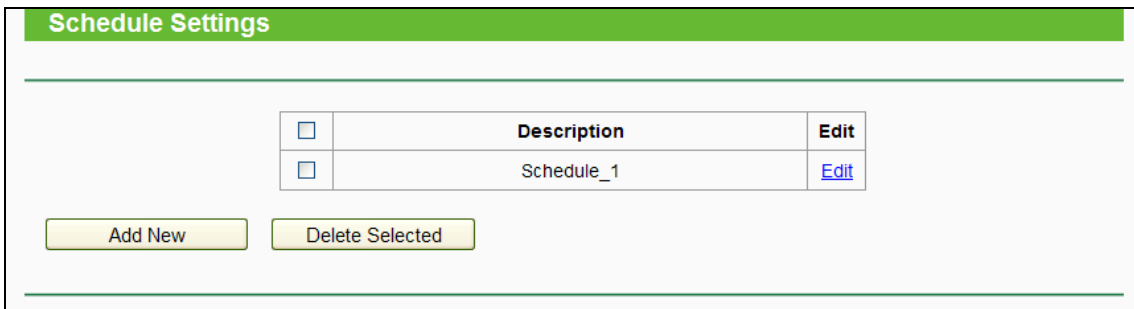 Schedule Settings
Description Edit
Schedule_1 Edit
Add New Delete Selected